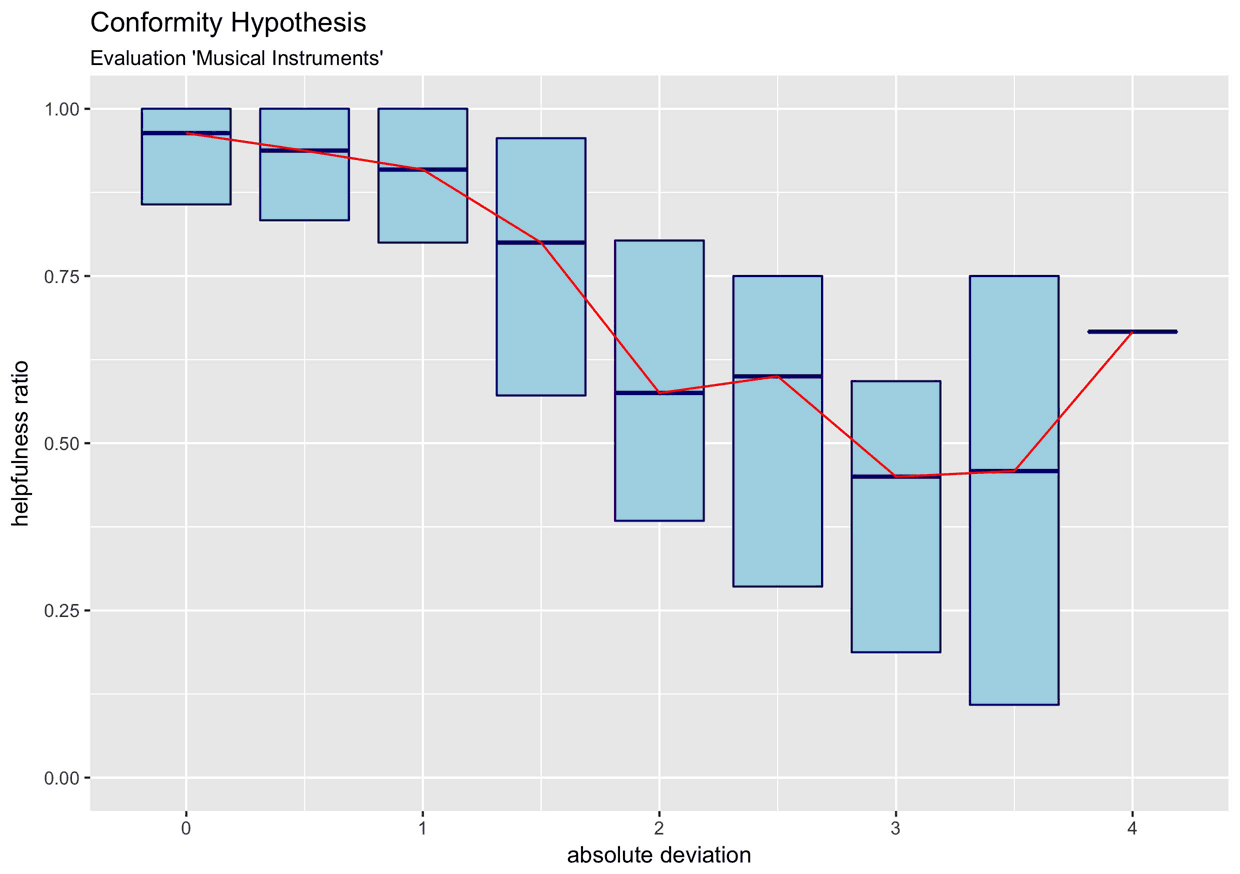 Conformity Hypothesis
Evaluation 'Musical Instruments'
1.00
0.75
0.50
0.25
0.00
helpfulness ratio
0 1 2 3 4
absolute deviation